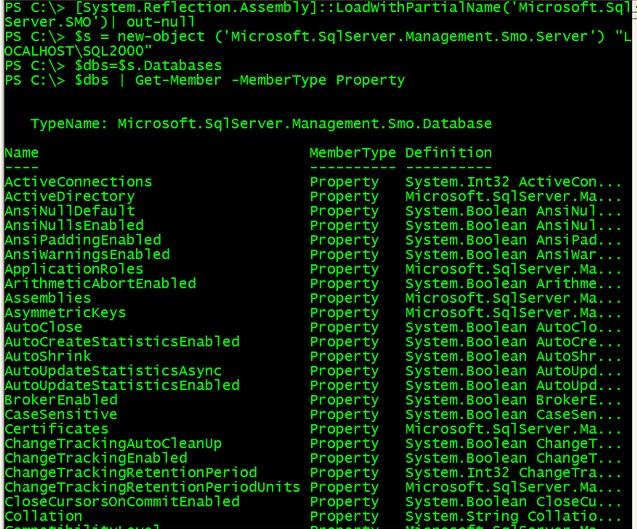 PS C:\> [System.Reflection.Assembly]::LoadWithPartialName('Microsoft.Sql
Server.SMO')| out-null
PS C:\> $s = new-object ('Microsoft.SqlServer.Management.Smo.Server') "L
OCALHOST\SQL2000"
PS C:\> $dbs=$s.Databases
PS C:\> $dbs | Get-Member -MemberType Property
TypeName: Microsoft.SqlServer.Management.Smo.Database
Name MemberType Definition
---- ---------- ----------
ActiveConnections Property System.Int32 ActiveCon...
ActiveDirectory Property Microsoft.SqlServer.Ma...
AnsiNullDefault Property System.Boolean AnsiNul...
AnsiNullsEnabled Property System.Boolean AnsiNul...
AnsiPaddingEnabled Property System.Boolean AnsiPad...
AnsiWarningsEnabled Property System.Boolean AnsiWar...
ApplicationRoles Property Microsoft.SqlServer.Ma...
ArithmeticAbortEnabled Property System.Boolean Arithme...
Assemblies Property Microsoft.SqlServer.Ma...
AsymmetricKeys Property Microsoft.SqlServer.Ma...
AutoClose Property System.Boolean AutoClo...
AutoCreateStatisticsEnabled Property System.Boolean AutoCre...
AutoShrink Property System.Boolean AutoShr...
AutoUpdateStatisticsAsync Property System.Boolean AutoUpd...
AutoUpdateStatisticsEnabled Property System.Boolean AutoUpd...
BrokerEnabled Property System.Boolean BrokerE...
CaseSensitive Property System.Boolean CaseSen...
Certificates Property Microsoft.SqlServer.Ma...
ChangeTrackingAutoCleanUp Property System.Boolean ChangeT...
ChangeTrackingEnabled Property System.Boolean ChangeT...
ChangeTrackingRetentionPeriod Property System.Int32 ChangeTra...
ChangeTrackingRetentionPeriodUnits Property Microsoft.SqlServer.Ma...
CloseCursorsOnCommitEnabled Property System.Boolean CloseCu...
Collation Property System.String Collatio...